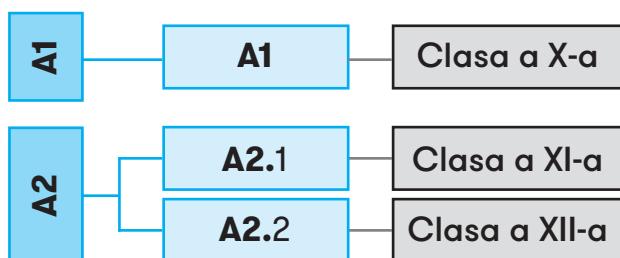 A1 A1 Clasa a X-a
A2
A2.1 Clasa a XI-a
A2.2 Clasa a XII-a